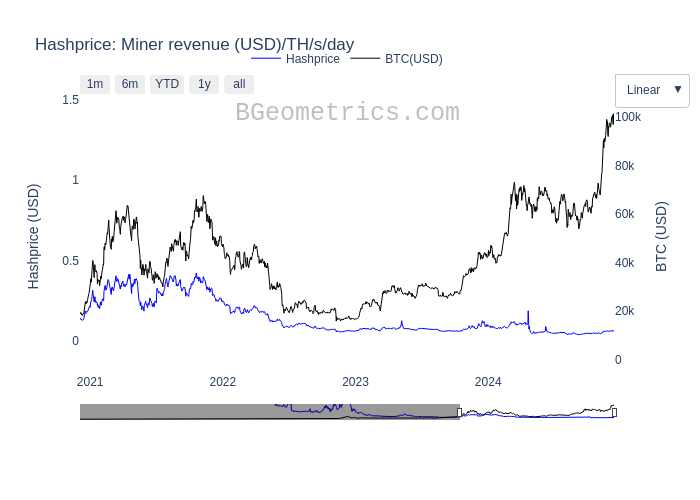 Hashprice: Miner revenue (USD)/TH/s/day
Hashprice BTC(USD)
1m 6m YTD 1y all
Linear ▼
BGeometrics.com
1.5
1
0.5
0
Hashprice (USD)
100k
80k
60k
40k
20k
0
BTC (USD)
2021 2022 2023 2024